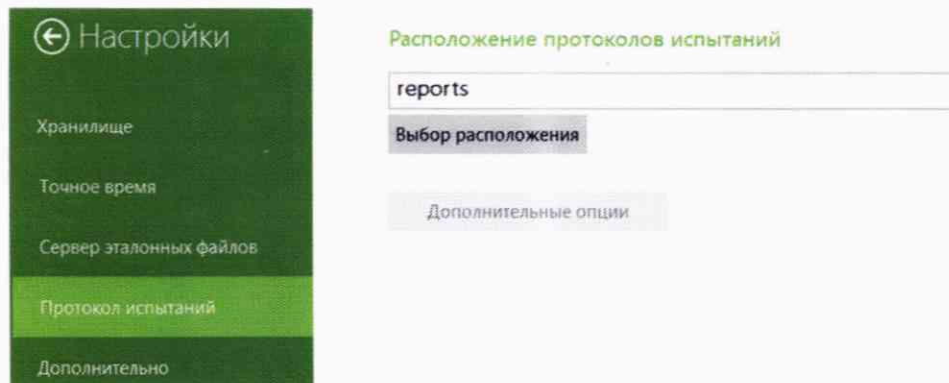 Настройки
Хранилище
Точное время
Сервер эталонных файлов
Протокол испытаний
Дополнительно
Расположение протоколов испытаний
reports
Выбор расположения
Дополнительные опции